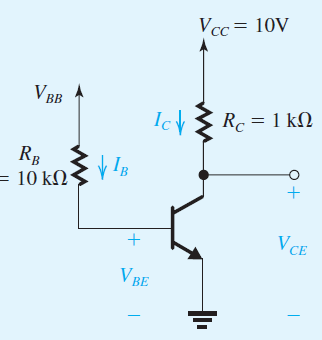 V_CC = 10V
V_BB
I_C
R_C = 1 kΩ
R_B
= 10 kΩ
I_B
+
+
V_BE
V_CE
–
–